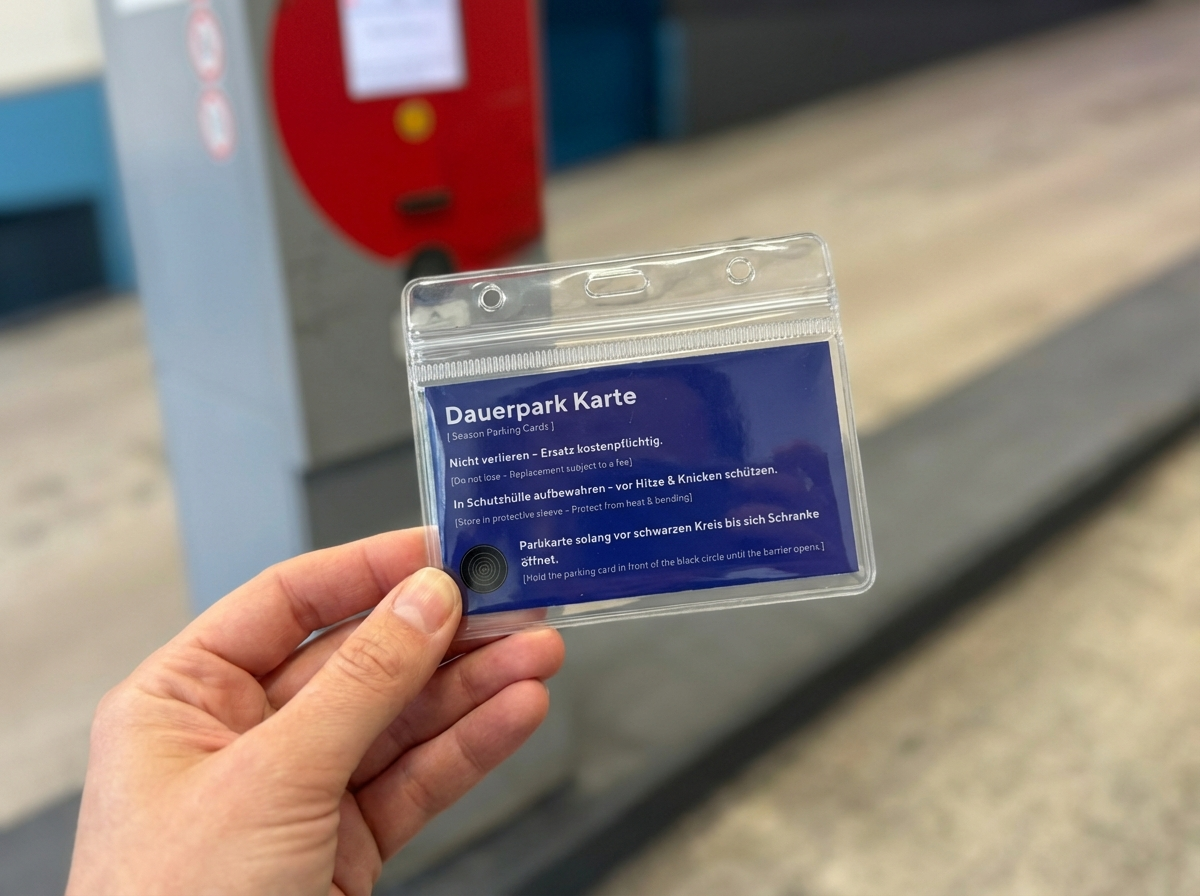 Dauerpark Karte
[ Season Parking Cards ]
Nicht verlieren – Ersatz kostenpflichtig.
[Do not lose - Replacement subject to a fee]
In Schutzhülle aufbewahren – vor Hitze & Knicken schützen.
[Store in protective sleeve - Protect from heat & bending]
Parkkarte solang vor schwarzen Kreis bis sich Schranke
öffnet.
[Hold the parking card in front of the black circle until the barrier opens.]